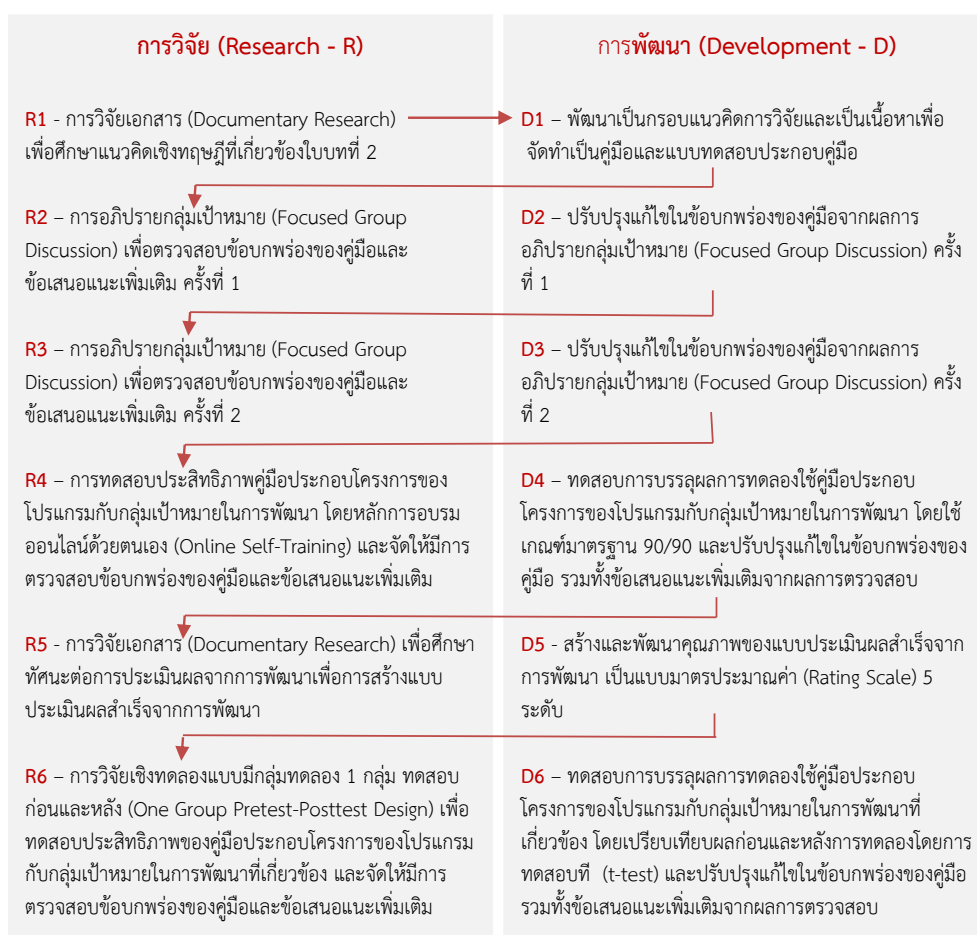 การวิจัย (Research - R)
การพัฒนา (Development - D)
R1 - การวิจัยเอกสาร (Documentary Research)
เพื่อศึกษาแนวคิดเชิงทฤษฎีที่เกี่ยวข้องใบบทที่ 2
D1 – พัฒนาเป็นกรอบแนวคิดการวิจัยและเป็นเนื้อหาเพื่อ
จัดทำเป็นคู่มือและแบบทดสอบประกอบคู่มือ
R2 – การอภิปรายกลุ่มเป้าหมาย (Focused Group
Discussion) เพื่อตรวจสอบข้อบกพร่องของคู่มือและ
ข้อเสนอแนะเพิ่มเติม ครั้งที่ 1
D2 – ปรับปรุงแก้ไขในข้อบกพร่องของคู่มือจากผลการ
อภิปรายกลุ่มเป้าหมาย (Focused Group Discussion) ครั้ง
ที่ 1
R3 – การอภิปรายกลุ่มเป้าหมาย (Focused Group
Discussion) เพื่อตรวจสอบข้อบกพร่องของคู่มือและ
ข้อเสนอแนะเพิ่มเติม ครั้งที่ 2
D3 – ปรับปรุงแก้ไขในข้อบกพร่องของคู่มือจากผลการ
อภิปรายกลุ่มเป้าหมาย (Focused Group Discussion) ครั้ง
ที่ 2
R4 – การทดสอบประสิทธิภาพคู่มือประกอบโครงการของ
โปรแกรมกับกลุ่มเป้าหมายในการพัฒนา โดยหลักการอบรม
ออนไลน์ด้วยตนเอง (Online Self-Training) และจัดให้มีการ
ตรวจสอบข้อบกพร่องของคู่มือและข้อเสนอแนะเพิ่มเติม
D4 – ทดสอบการบรรลุผลการทดลองใช้คู่มือประกอบ
โครงการของโปรแกรมกับกลุ่มเป้าหมายในการพัฒนา โดยใช้
เกณฑ์มาตรฐาน 90/90 และปรับปรุงแก้ไขในข้อบกพร่องของ
คู่มือ รวมทั้งข้อเสนอแนะเพิ่มเติมจากผลการตรวจสอบ
R5 - การวิจัยเอกสาร (Documentary Research) เพื่อศึกษา
ทัศนะต่อการประเมินผลจากการพัฒนาเพื่อการสร้างแบบ
ประเมินผลสำเร็จจากการพัฒนา
D5 - สร้างและพัฒนาคุณภาพของแบบประเมินผลสำเร็จจาก
การพัฒนา เป็นแบบมาตรประมาณค่า (Rating Scale) 5
ระดับ
R6 – การวิจัยเชิงทดลองแบบมีกลุ่มทดลอง 1 กลุ่ม ทดสอบ
ก่อนและหลัง (One Group Pretest-Posttest Design) เพื่อ
ทดสอบประสิทธิภาพของคู่มือประกอบโครงการของโปรแกรม
กับกลุ่มเป้าหมายในการพัฒนาที่เกี่ยวข้อง และจัดให้มีการ
ตรวจสอบข้อบกพร่องของคู่มือและข้อเสนอแนะเพิ่มเติม
D6 – ทดสอบการบรรลุผลการทดลองใช้คู่มือประกอบ
โครงการของโปรแกรมกับกลุ่มเป้าหมายในการพัฒนาที่
เกี่ยวข้อง โดยเปรียบเทียบผลก่อนและหลังการทดลองโดยการ
ทดสอบที (t-test) และปรับปรุงแก้ไขในข้อบกพร่องของคู่มือ
รวมทั้งข้อเสนอแนะเพิ่มเติมจากผลการตรวจสอบ